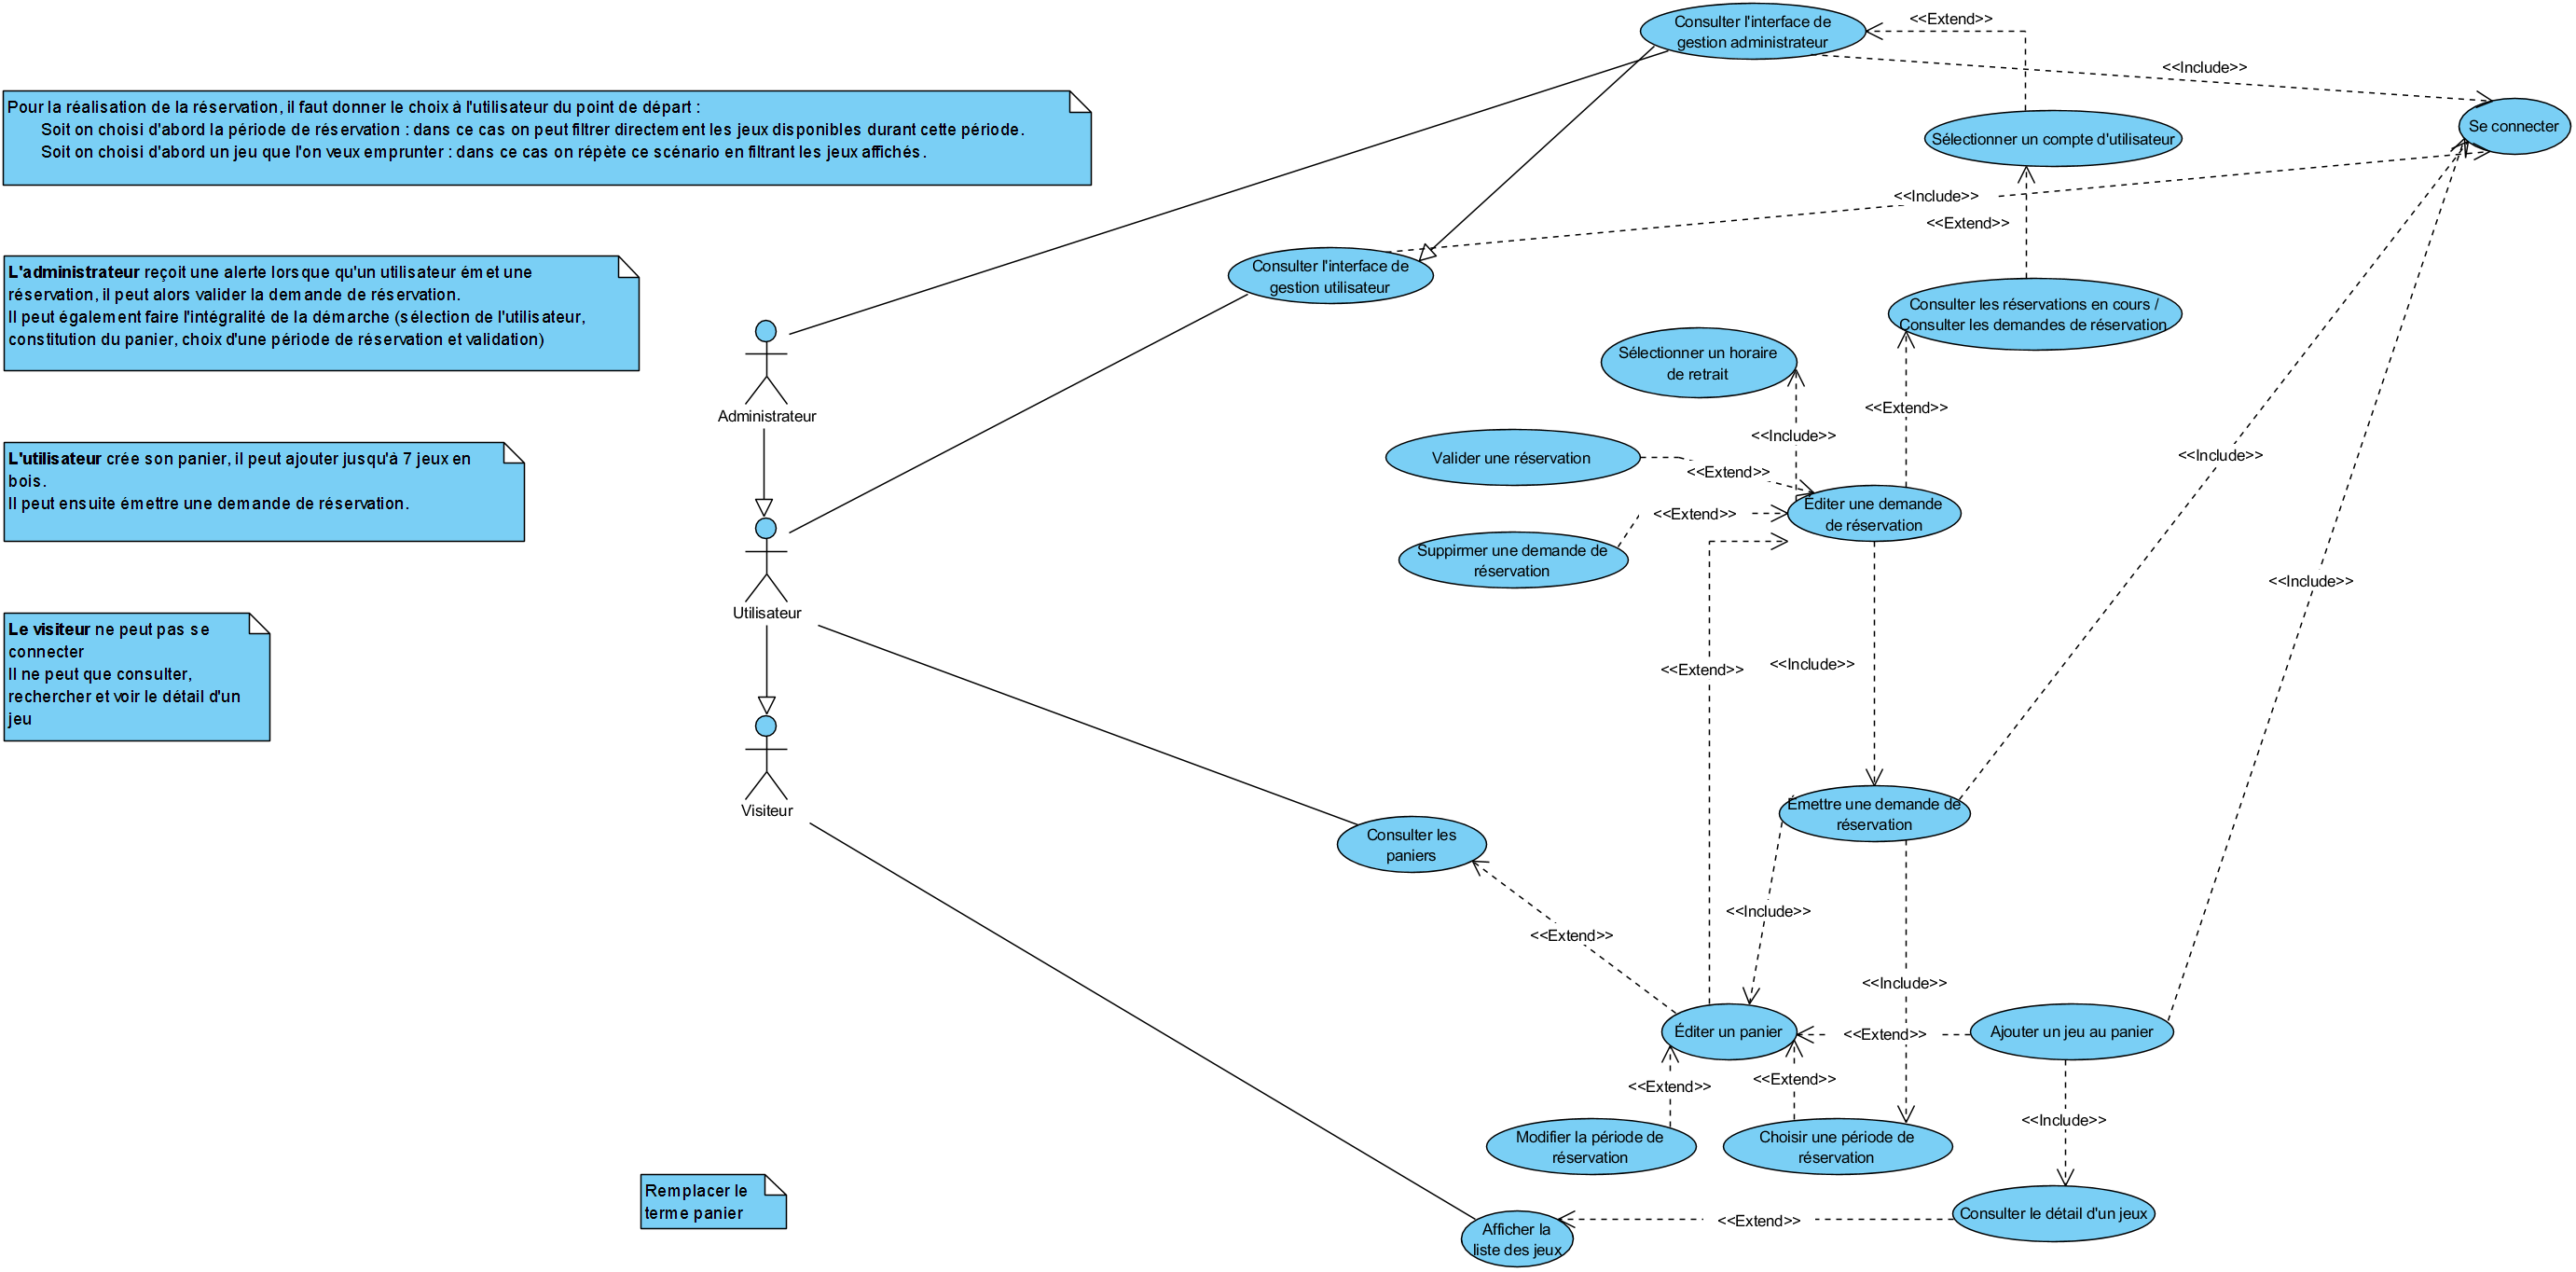 Consulter l'interface de
gestion administrateur
<<Extend>>
<<Include>>
Se connecter
Pour la réalisation de la réservation, il faut donner le choix à l'utilisateur du point de départ :
Soit on choisi d'abord la période de réservation : dans ce cas on peut filtrer directement les jeux disponibles durant cette période.
Soit on choisi d'abord un jeu que l'on veux emprunter : dans ce cas on répète ce scénario en filtrant les jeux affichés.
Sélectionner un compte d'utilisateur
<<Include>>
<<Extend>>
L'administrateur reçoit une alerte lorsque qu'un utilisateur émet une
réservation, il peut alors valider la demande de réservation.
Il peut également faire l'intégralité de la démarche (sélection de l'utilisateur,
constitution du panier, choix d'une période de réservation et validation)
Consulter l'interface de
gestion utilisateur
Consulter les réservations en cours /
Consulter les demandes de réservation
Sélectionner un horaire
de retrait
Administrateur
<<Extend>>
<<Include>>
Valider une réservation
<<Extend>>
<<Include>>
L'utilisateur crée son panier, il peut ajouter jusqu'à 7 jeux en
bois.
Il peut ensuite émettre une demande de réservation.
Éditer une demande
de réservation
<<Extend>>
Suppirmer une demande de
réservation
<<Include>>
Utilisateur
Le visiteur ne peut pas se
connecter
Il ne peut que consulter,
rechercher et voir le détail d'un
jeu
<<Extend>>
<<Include>>
Visiteur
Émettre une demande de
réservation
Consulter les
paniers
<<Include>>
<<Extend>>
<<Include>>
Éditer un panier
<<Extend>>
Ajouter un jeu au panier
<<Extend>>
<<Extend>>
<<Include>>
Modifier la période de
réservation
Choisir une période de
réservation
Remplacer le
terme panier
Afficher la
liste des jeux
<<Extend>>
Consulter le détail d'un jeux